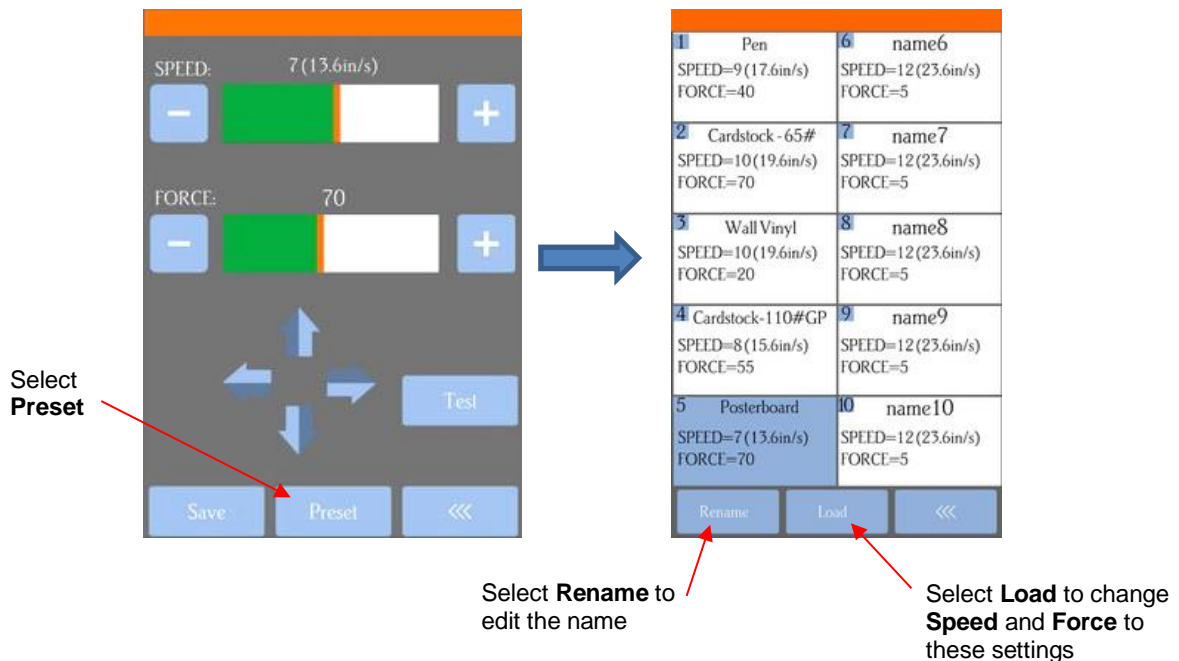 SPEED: 7(13.6in/s)
−
+
FORCE: 70
−
+
Test
Save Preset <<<
Select
Preset
1 Pen
SPEED=9(17.6in/s)
FORCE=40
6 name6
SPEED=12(23.6in/s)
FORCE=5
2 Cardstock - 65#
SPEED=10(19.6in/s)
FORCE=70
7 name7
SPEED=12(23.6in/s)
FORCE=5
3 Wall Vinyl
SPEED=10(19.6in/s)
FORCE=20
8 name8
SPEED=12(23.6in/s)
FORCE=5
4 Cardstock-110#GP
SPEED=8(15.6in/s)
FORCE=55
9 name9
SPEED=12(23.6in/s)
FORCE=5
5 Posterboard
SPEED=7(13.6in/s)
FORCE=70
10 name10
SPEED=12(23.6in/s)
FORCE=5
Rename Load <<<
Select Rename to
edit the name
Select Load to change
Speed and Force to
these settings